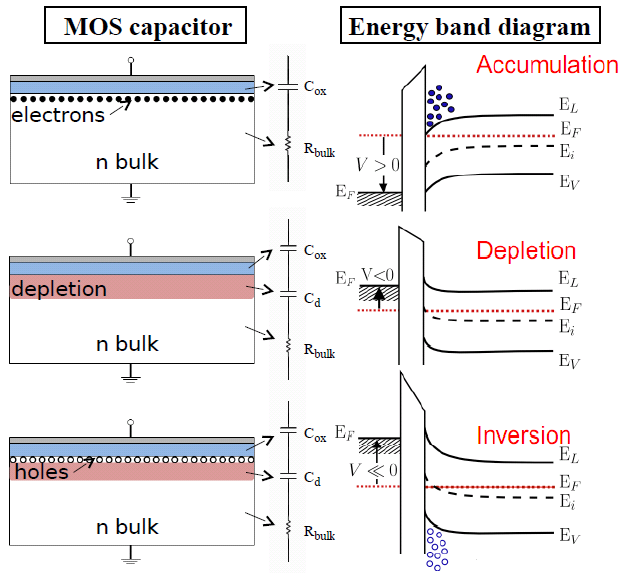 MOS capacitor
Energy band diagram
electrons
n bulk
C_ox
R_bulk
Accumulation
E_L
E_F
E_i
E_V
V > 0
E_F
depletion
n bulk
C_ox
C_d
R_bulk
Depletion
E_F V<0
E_L
E_F
E_i
E_V
holes
n bulk
C_ox
C_d
R_bulk
Inversion
E_F
V ≪ 0
E_L
E_F
E_i
E_V